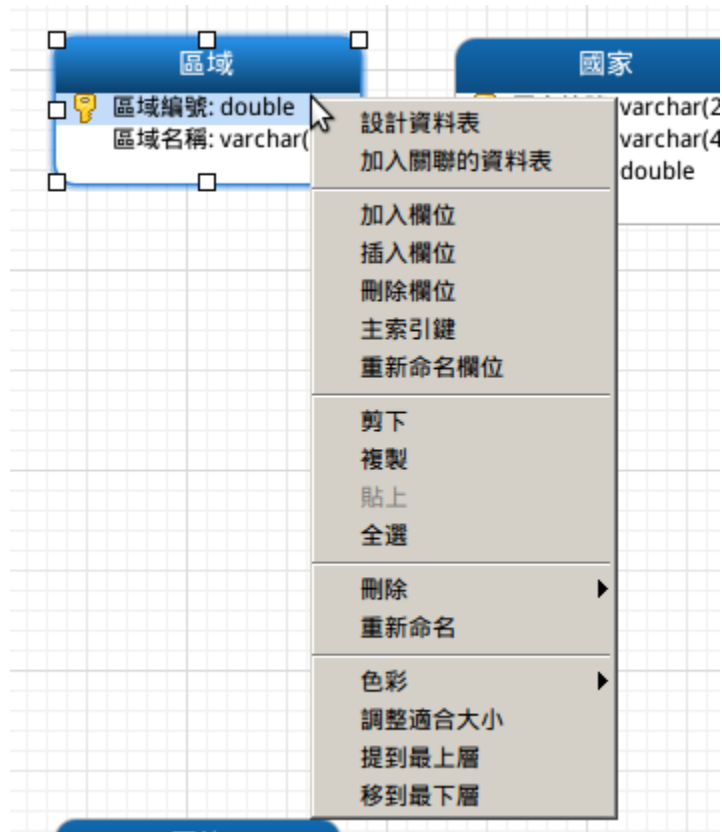 區域
國家
區域編號: double
varchar(2
區域名稱: varchar(
varchar(4
double
設計資料表
加入關聯的資料表
加入欄位
插入欄位
刪除欄位
主索引鍵
重新命名欄位
剪下
複製
貼上
全選
刪除
重新命名
色彩
調整適合大小
提到最上層
移到最下層